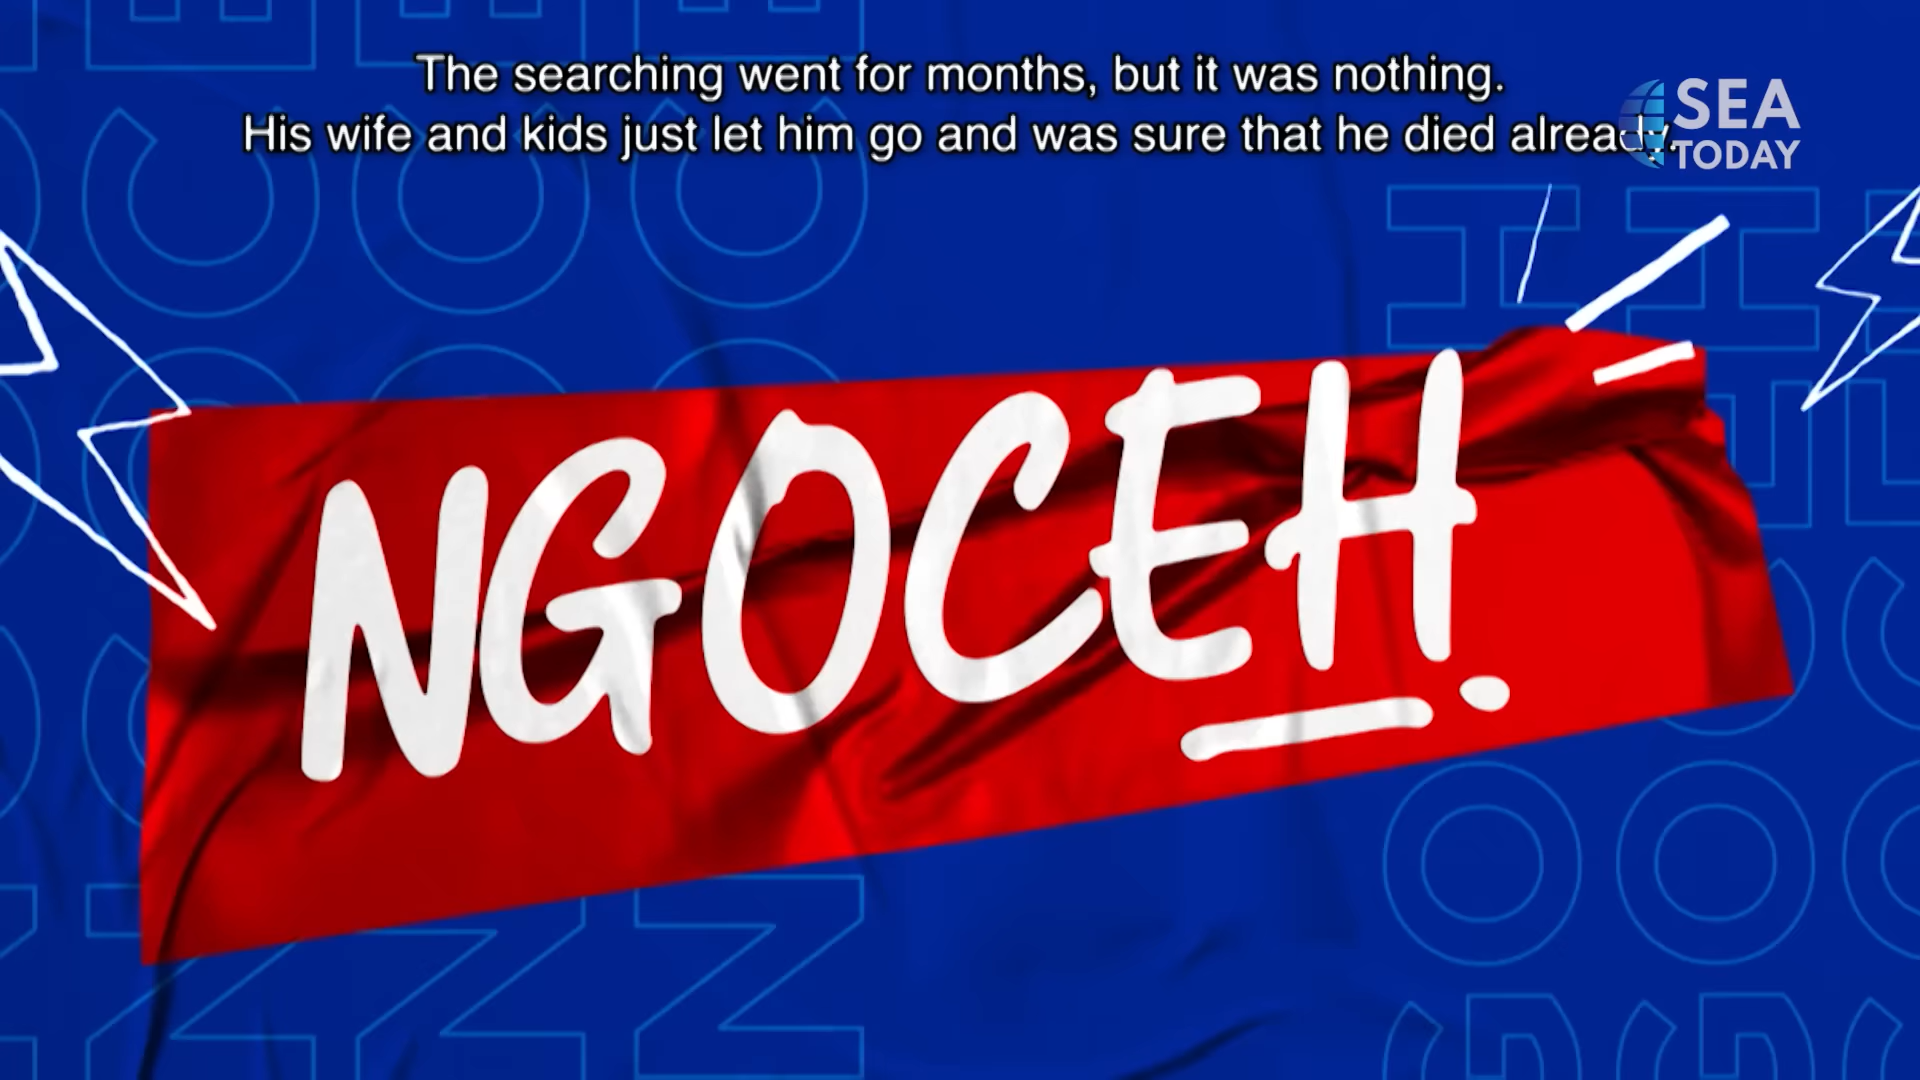 The searching went for months, but it was nothing.
His wife and kids just let him go and was sure that he died already.
SEA
TODAY
NGOCEH